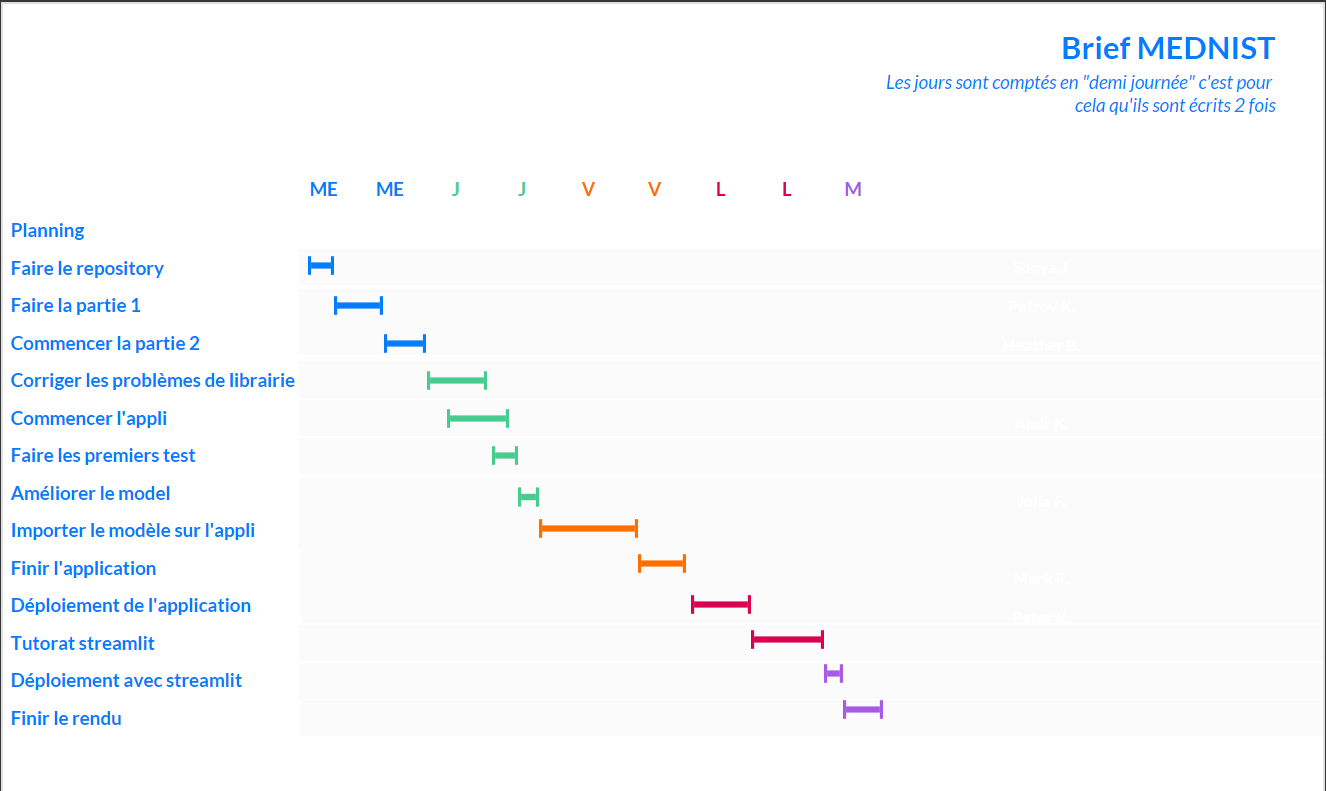 Brief MEDNIST
Les jours sont comptés en "demi journée" c'est pour
cela qu'ils sont écrits 2 fois
ME ME J J V V L L M
Planning
Faire le repository
Faire la partie 1
Commencer la partie 2
Corriger les problèmes de librairie
Commencer l'appli
Faire les premiers test
Améliorer le model
Importer le modèle sur l'appli
Finir l'application
Déploiement de l'application
Tutorat streamlit
Déploiement avec streamlit
Finir le rendu